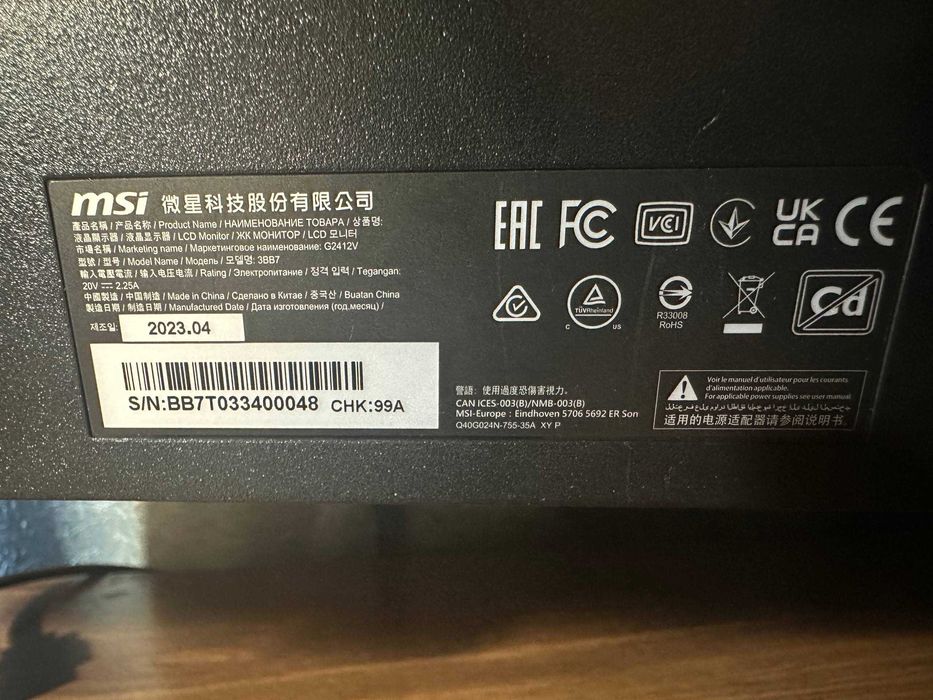 msi 微星科技股份有限公司
產品名稱 / 产品名称 / Product Name / НАИМЕНОВАНИЕ ТОВАРА / 상품명:
液晶顯示器 / 液晶显示器 / LCD Monitor / ЖК МОНИТОР / LCD 모니터
市場名稱 / Marketing name / Маркетинговое наименование: G2412V
型號 / 型号 / Model Name / Модель / 모델명: 3BB7
輸入電壓電流 / 输入电压电流 / Rating / Электропитание / 정격 입력 / Tegangan:
20V ⎓ 2.25A
中國製造 / 中国制造 / Made in China / Сделано в Китае / 중국산 / Buatan China
製造日期 / 制造日期 / Manufactured Date / Дата изготовления (год.месяц) /
제조일: 2023.04
S/N:BB7T033400048 CHK:99A
EAC FC VCCI UK CA CE
TÜVRheinland
C US
R33008
RoHS
Cd
警語: 使用過度恐傷害視力。
CAN ICES-003(B)/NMB-003(B)
MSI-Europe : Eindhoven 5706 5692 ER Son
Q40G024N-755-35A XY P
Voir le manuel d'utilisateur pour les courants
d'alimentation applicable.
For applicable power supplies see user manual.
适用的电源适配器请参阅说明书。